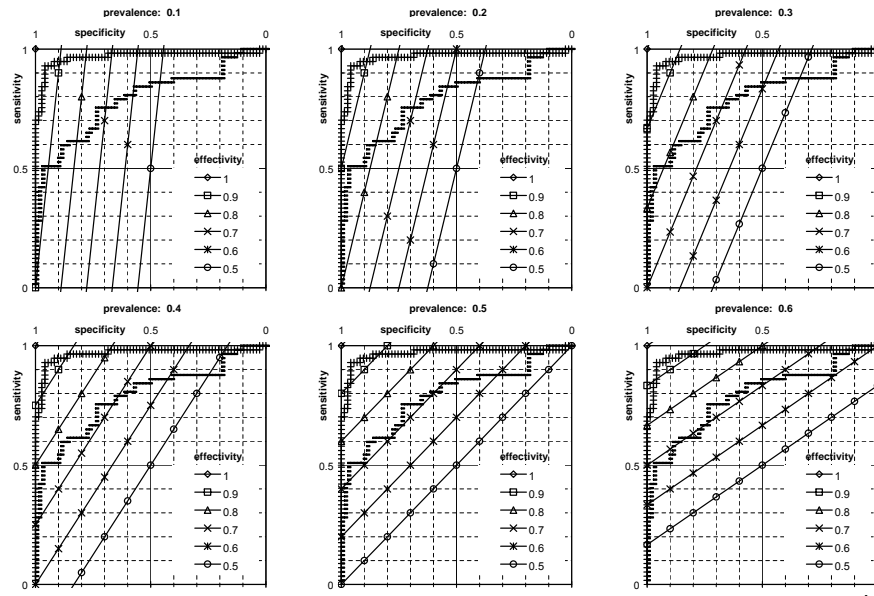 prevalence: 0.1
specificity
1
0.5
0
1
0.5
0
sensitivity
effectivity
1
0.9
0.8
0.7
0.6
0.5
prevalence: 0.2
specificity
1
0.5
0
1
0.5
0
sensitivity
effectivity
1
0.9
0.8
0.7
0.6
0.5
prevalence: 0.3
specificity
1
0.5
1
0.5
0
sensitivity
effectivity
1
0.9
0.8
0.7
0.6
0.5
prevalence: 0.4
specificity
1
0.5
0
1
0.5
0
sensitivity
effectivity
1
0.9
0.8
0.7
0.6
0.5
prevalence: 0.5
specificity
1
0.5
0
1
0.5
0
sensitivity
effectivity
1
0.9
0.8
0.7
0.6
0.5
prevalence: 0.6
specificity
1
0.5
1
0.5
0
sensitivity
effectivity
1
0.9
0.8
0.7
0.6
0.5